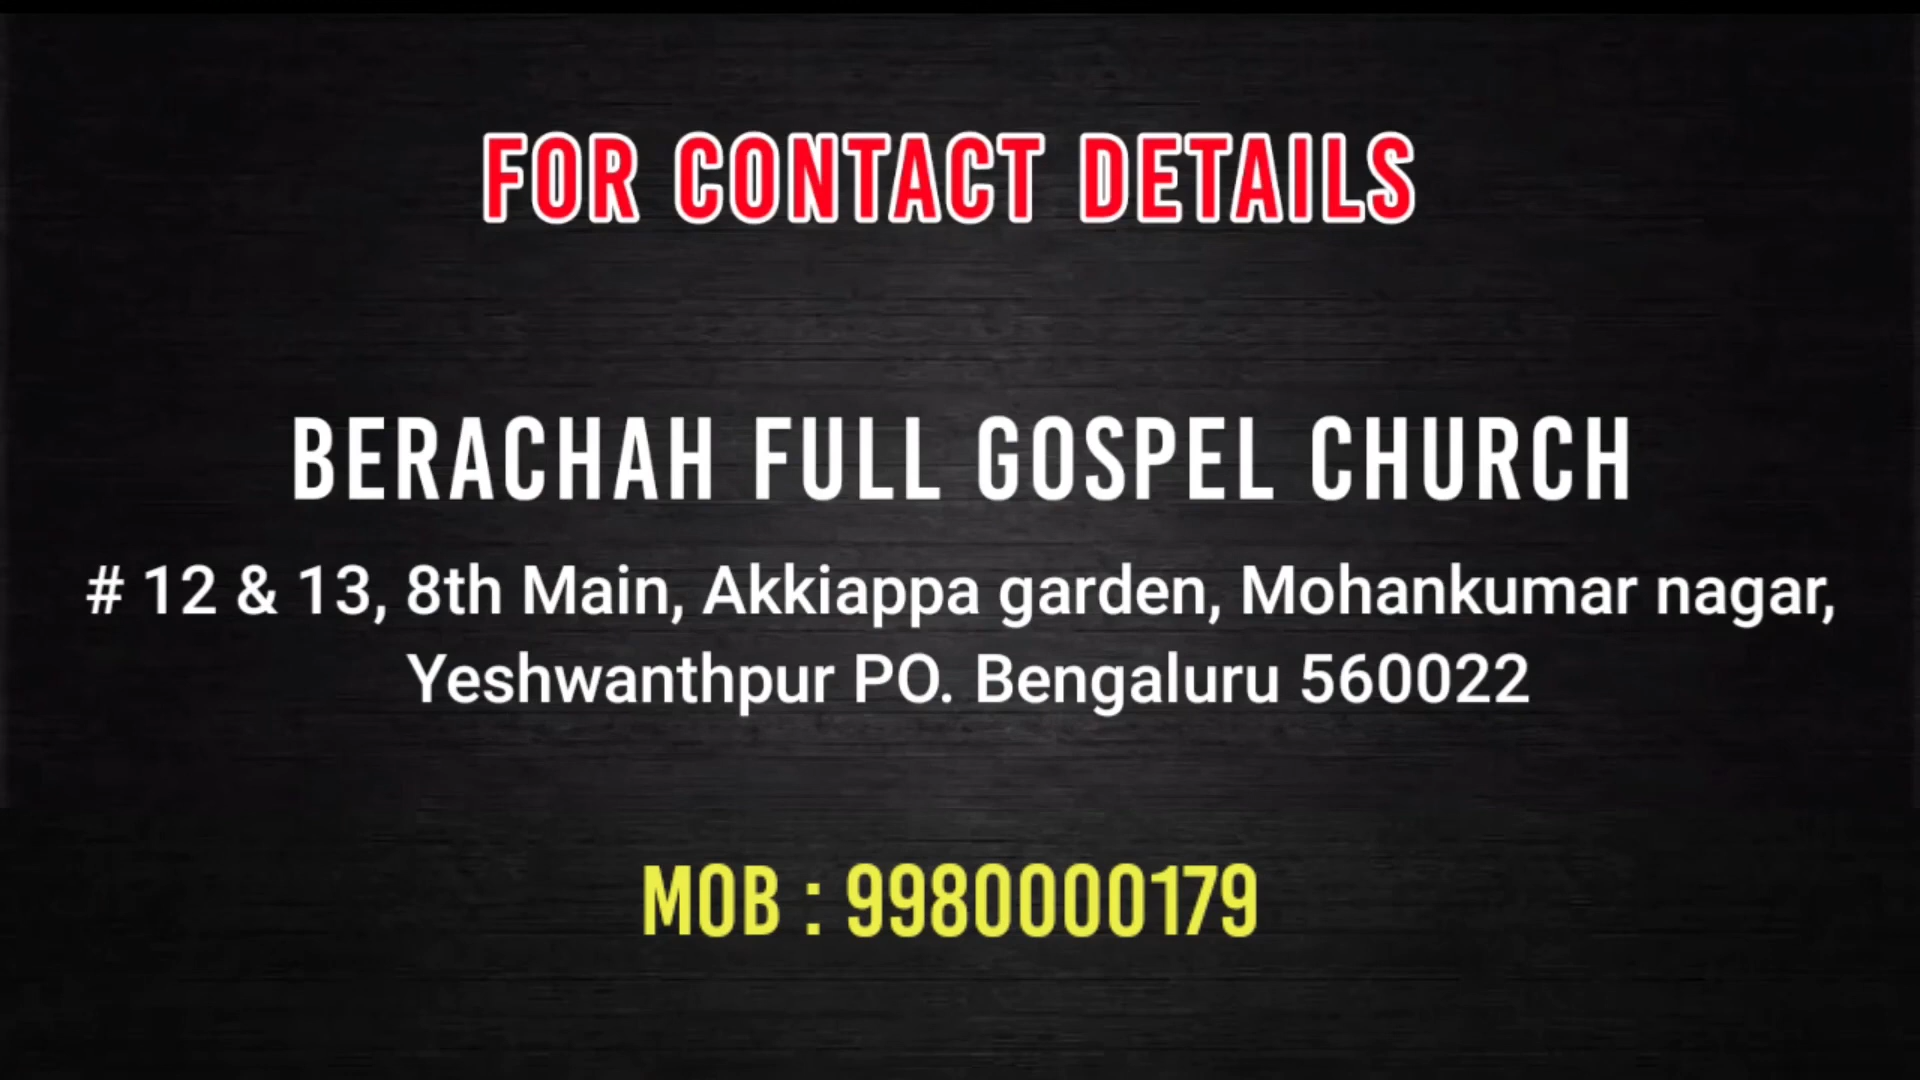 FOR CONTACT DETAILS
BERACHAH FULL GOSPEL CHURCH
# 12 & 13, 8th Main, Akkiappa garden, Mohankumar nagar,
Yeshwanthpur PO. Bengaluru 560022
MOB : 9980000179